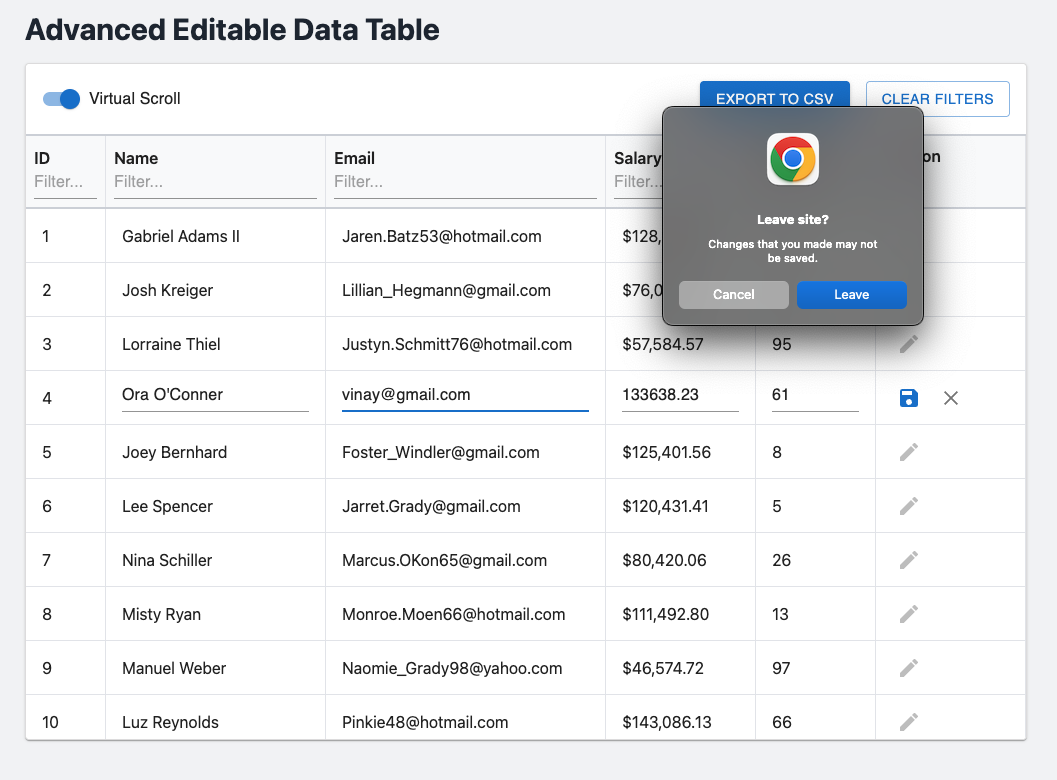 Advanced Editable Data Table
Virtual Scroll
EXPORT TO CSV
CLEAR FILTERS
Leave site?
Changes that you made may not
be saved.
Cancel
Leave
ID Name Email Salary
Filter... Filter... Filter... Filter...
1 Gabriel Adams II Jaren.Batz53@hotmail.com $128,
2 Josh Kreiger Lillian_Hegmann@gmail.com $76,0
3 Lorraine Thiel Justyn.Schmitt76@hotmail.com $57,584.57 95
4 Ora O'Conner vinay@gmail.com 133638.23 61
5 Joey Bernhard Foster_Windler@gmail.com $125,401.56 8
6 Lee Spencer Jarret.Grady@gmail.com $120,431.41 5
7 Nina Schiller Marcus.OKon65@gmail.com $80,420.06 26
8 Misty Ryan Monroe.Moen66@hotmail.com $111,492.80 13
9 Manuel Weber Naomie_Grady98@yahoo.com $46,574.72 97
10 Luz Reynolds Pinkie48@hotmail.com $143,086.13 66